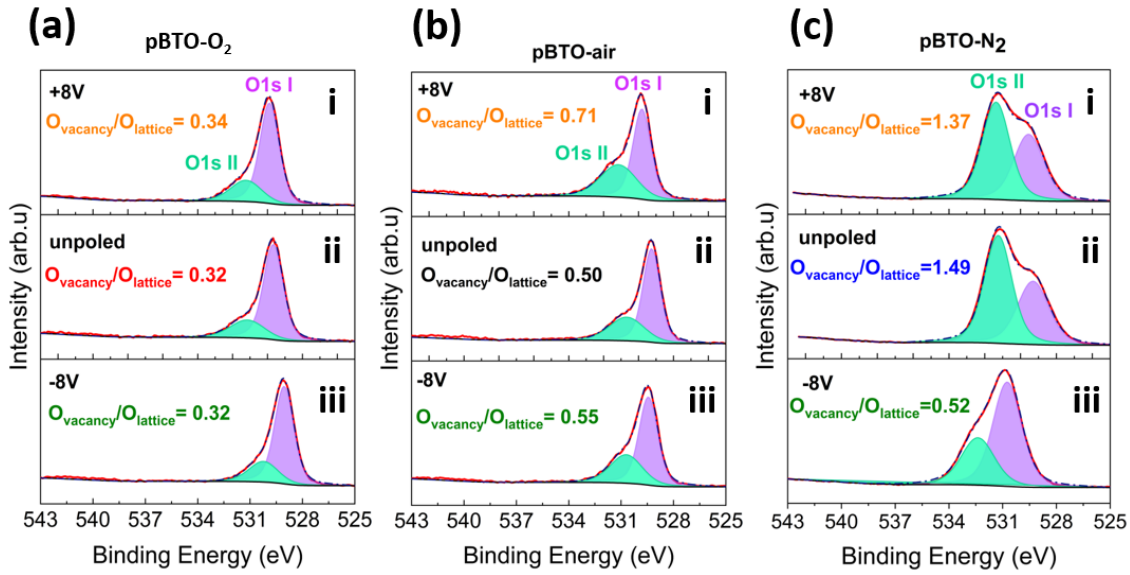 (a)
pBTO-O₂
+8V
O1s I
i
Ovacancy/Olattice= 0.34
O1s II
unpoled
ii
Ovacancy/Olattice= 0.32
-8V
iii
Ovacancy/Olattice= 0.32
543 540 537 534 531 528 525
Binding Energy (eV)
Intensity (arb.u)
(b)
pBTO-air
+8V
O1s I
i
Ovacancy/Olattice= 0.71
O1s II
unpoled
ii
Ovacancy/Olattice= 0.50
-8V
iii
Ovacancy/Olattice= 0.55
543 540 537 534 531 528 525
Binding Energy (eV)
Intensity (arb.u)
(c)
pBTO-N2
+8V
O1s II
i
O1s I
Ovacancy/Olattice=1.37
unpoled
ii
Ovacancy/Olattice=1.49
-8V
iii
Ovacancy/Olattice=0.52
543 540 537 534 531 528 525
Binding Energy (eV)
Intensity (arb.u)